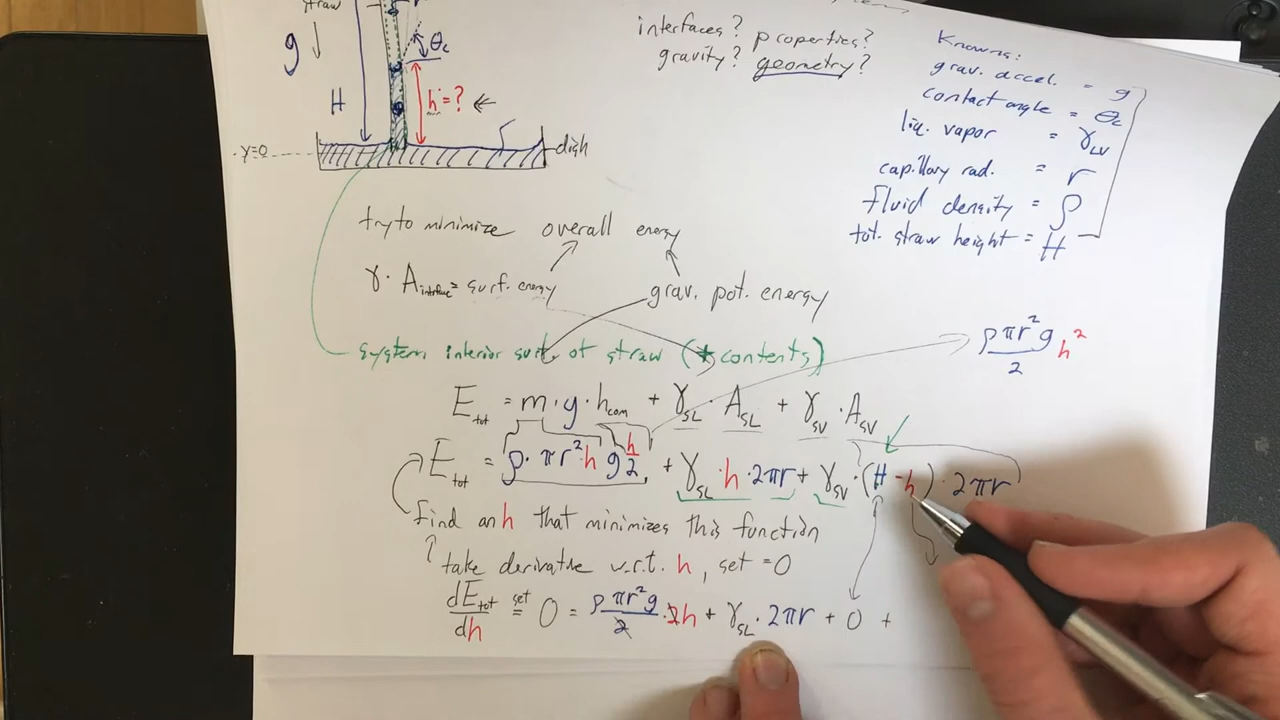 straw
g ↓
θc
H
h=? ←
y=0
dish
interfaces? properties?
gravity? geometry?
Knowns:
grav. accel. = g
contact angle = θc
liq. vapor = γLV
capillary rad. = r
fluid density = ρ
tot. straw height = H
try to minimize overall energy
γ · Ainterface = surf. energy
grav. pot. energy
system: interior surf. of straw (+contents)
ρπr²g/2 h²
Etot = m·g·hcom + γSL · ASL + γSV · ASV
Etot = ρ·πr²h g h/2 + γSL · h · 2πr + γSV · (H - h) · 2πr
find an h that minimizes this function
take derivative w.r.t. h, set = 0
dEtot/dh set= 0 = ρπr²g/2 · 2h + γSL · 2πr + 0 +